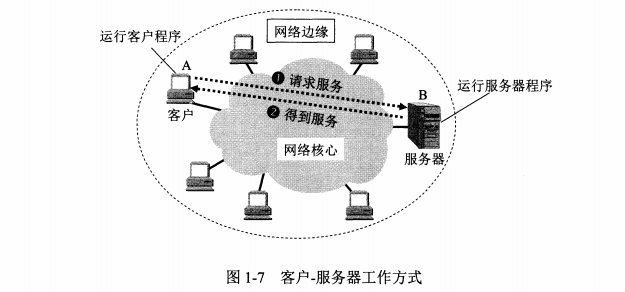 网络边缘
运行客户程序
A
❶ 请求服务
B
运行服务器程序
客户
❷ 得到服务
网络核心
服务器
图 1-7 客户-服务器工作方式